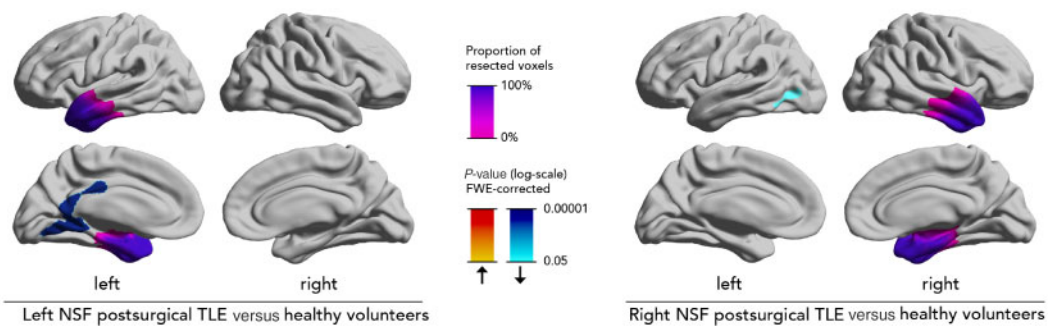 Proportion of
resected voxels
100%
0%
P-value (log-scale)
FWE-corrected
0.00001
0.05
left
right
Left NSF postsurgical TLE versus healthy volunteers
left
right
Right NSF postsurgical TLE versus healthy volunteers